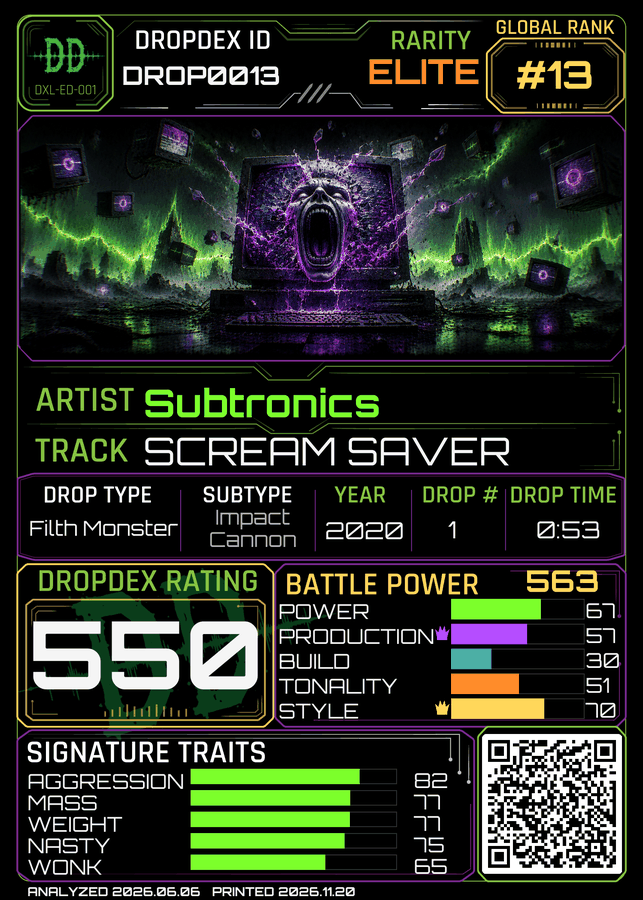 DD
DXL-ED-001
DROPDEX ID
DROP0013
RARITY
ELITE
GLOBAL RANK
#13
ARTIST Subtronics
TRACK SCREAM SAVER
DROP TYPE
Filth Monster
SUBTYPE
Impact
Cannon
YEAR
2020
DROP #
1
DROP TIME
0:53
DROPDEX RATING
550
BATTLE POWER 563
POWER 67
PRODUCTION 57
BUILD 30
TONALITY 51
STYLE 70
SIGNATURE TRAITS
AGGRESSION 82
MASS 77
WEIGHT 77
NASTY 75
WONK 65
ANALYZED 2026.06.06 PRINTED 2026.11.20